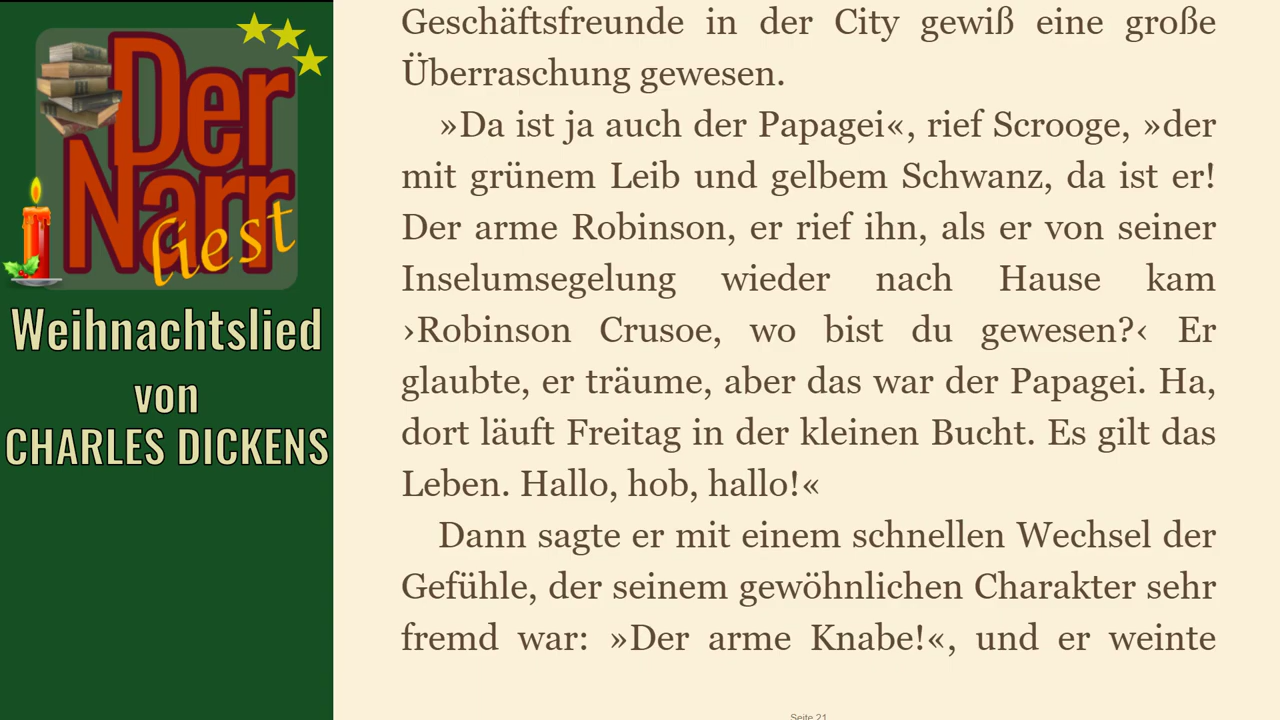 Der
Narr
liest
Weihnachtslied
von
CHARLES DICKENS
Geschäftsfreunde in der City gewiß eine große
Überraschung gewesen.
»Da ist ja auch der Papagei«, rief Scrooge, »der
mit grünem Leib und gelbem Schwanz, da ist er!
Der arme Robinson, er rief ihn, als er von seiner
Inselumsegelung wieder nach Hause kam
›Robinson Crusoe, wo bist du gewesen?‹ Er
glaubte, er träume, aber das war der Papagei. Ha,
dort läuft Freitag in der kleinen Bucht. Es gilt das
Leben. Hallo, hob, hallo!«
Dann sagte er mit einem schnellen Wechsel der
Gefühle, der seinem gewöhnlichen Charakter sehr
fremd war: »Der arme Knabe!«, und er weinte
Seite 21